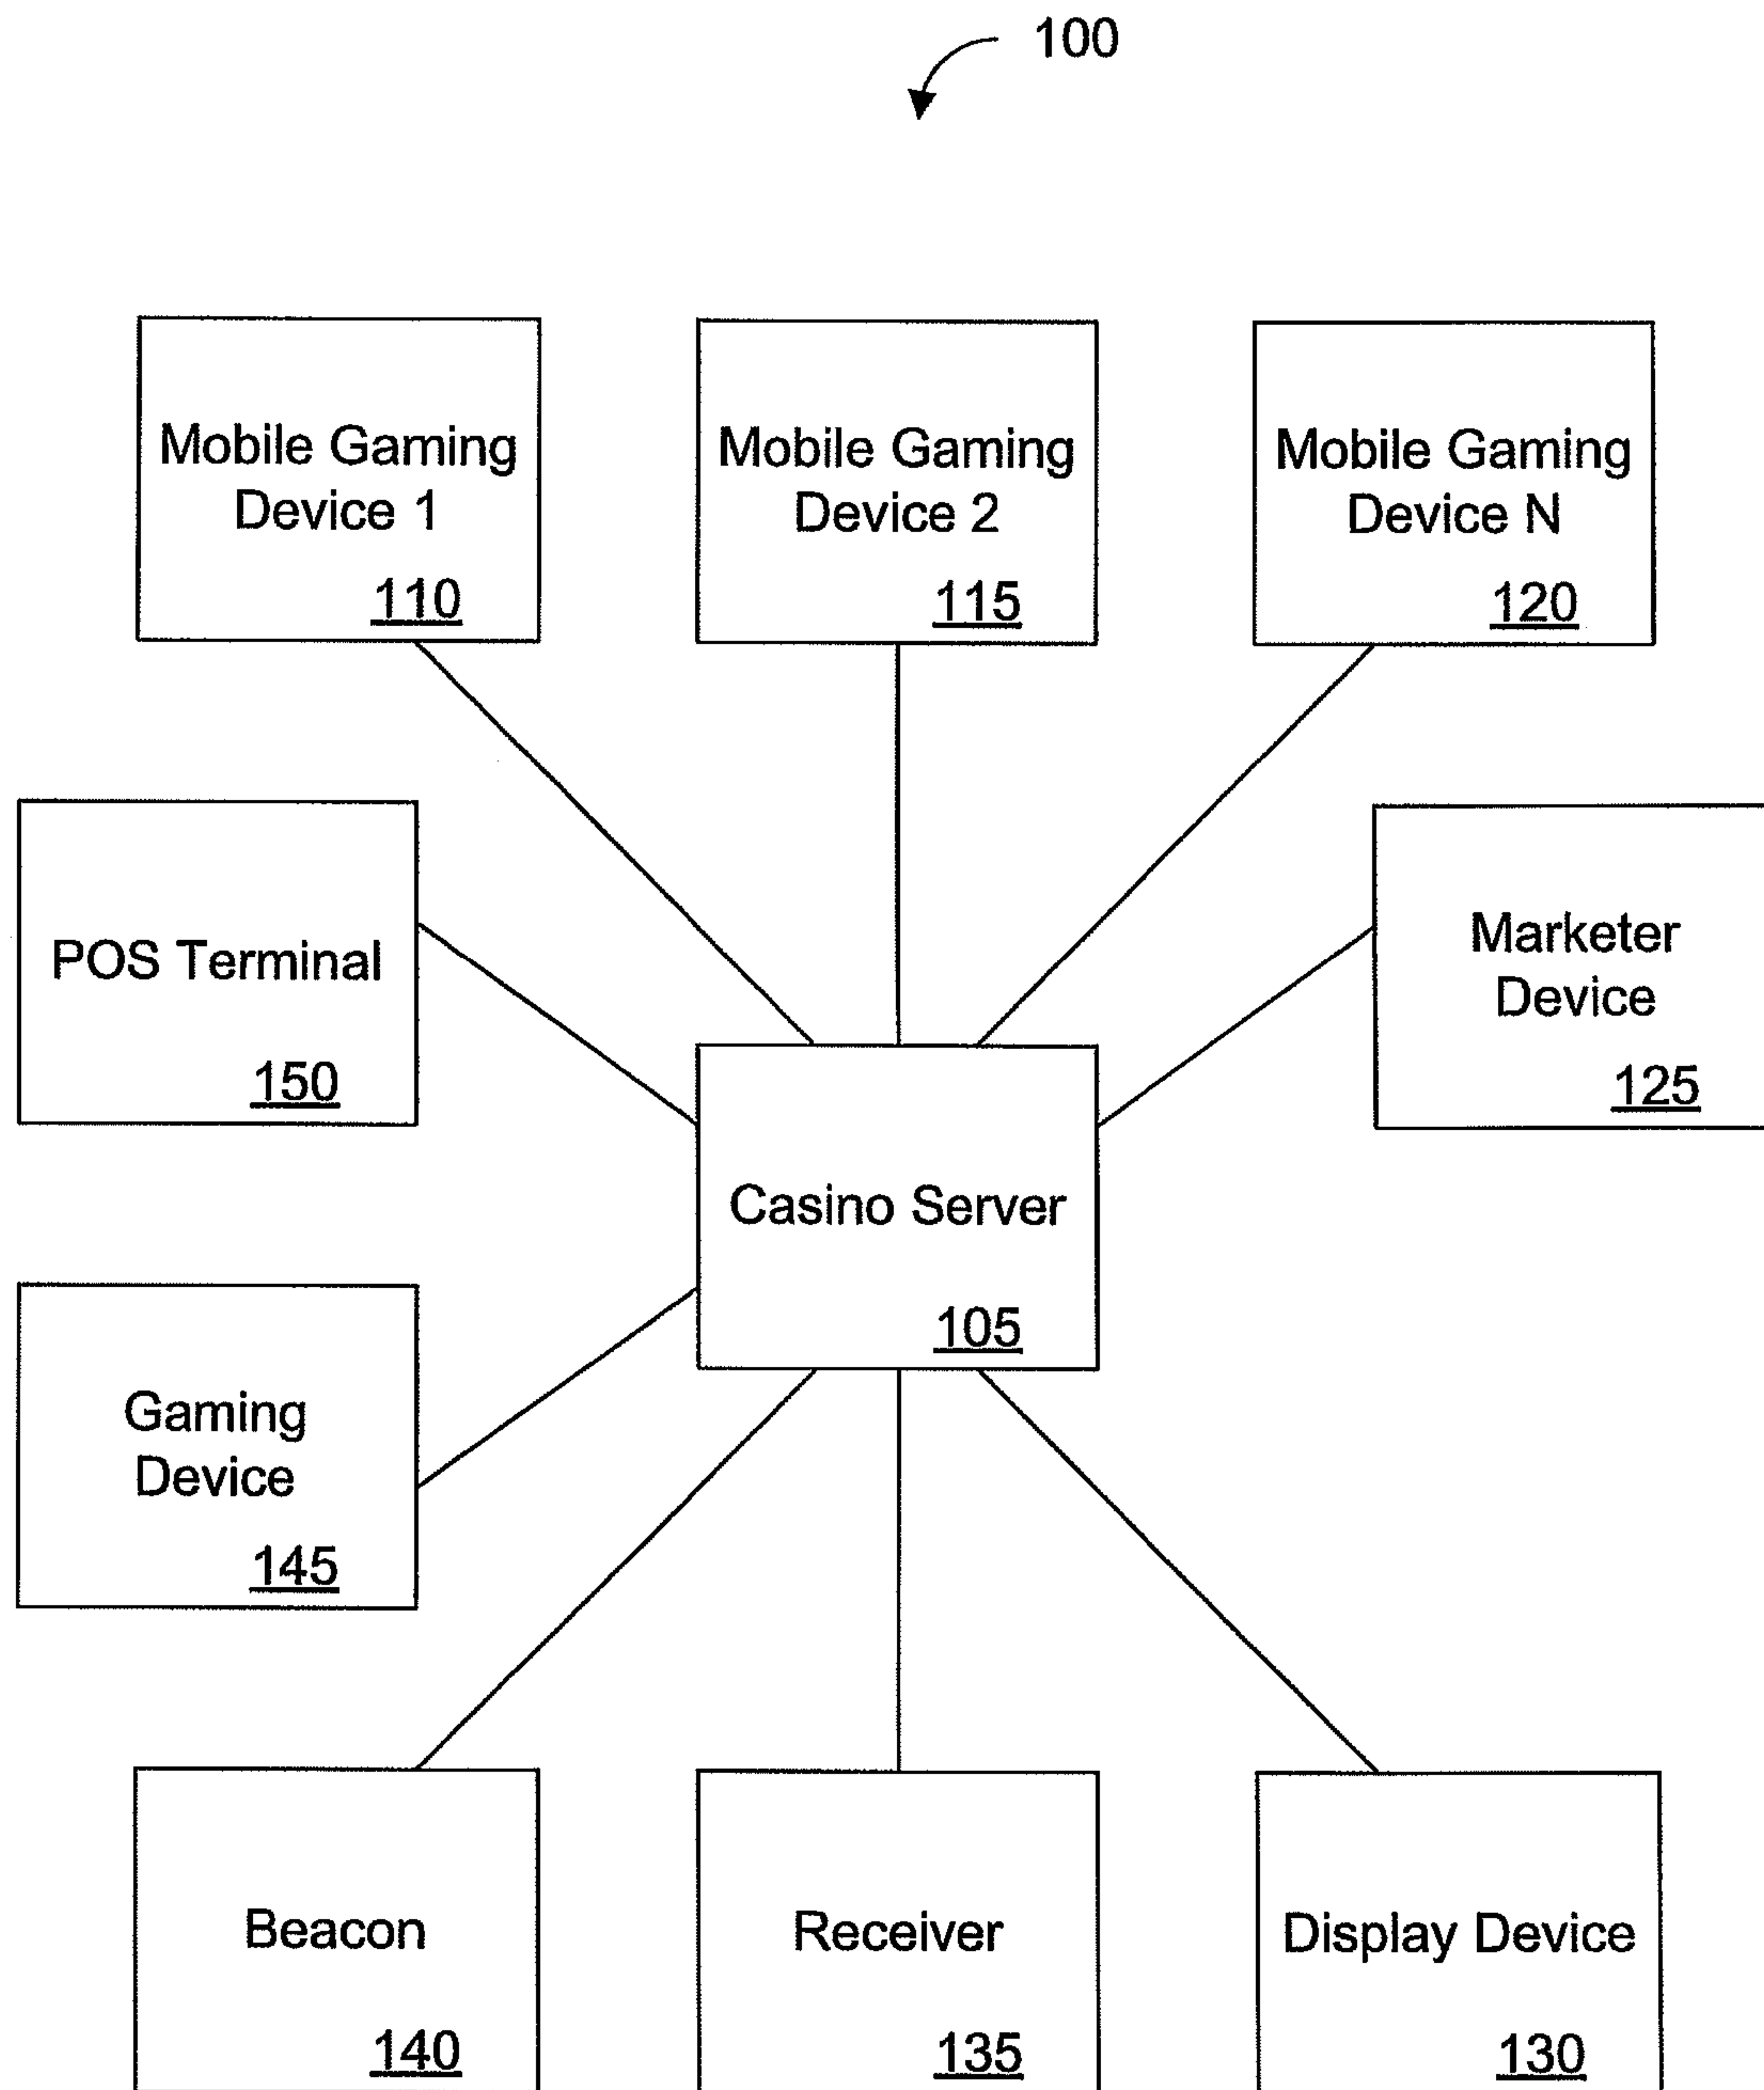 100
Mobile Gaming
Device 1
110
Mobile Gaming
Device 2
115
Mobile Gaming
Device N
120
POS Terminal
150
Marketer
Device
125
Casino Server
105
Gaming
Device
145
Beacon
140
Receiver
135
Display Device
130